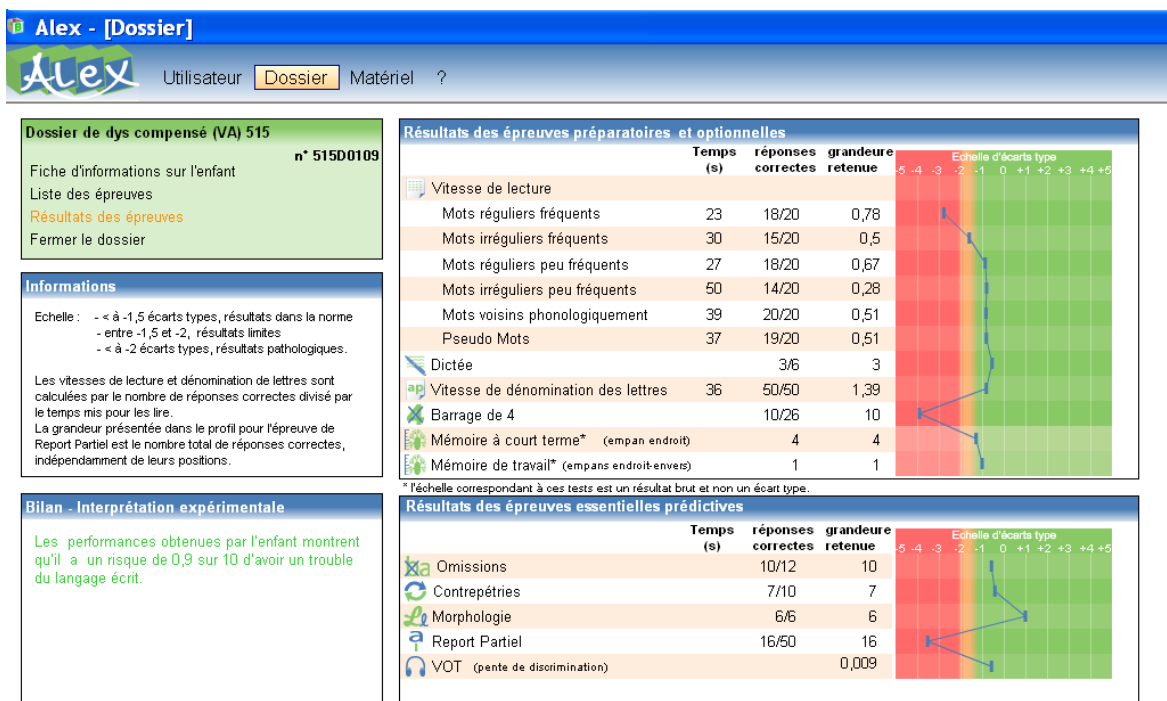 Alex - [Dossier]
ALex Utilisateur Dossier Matériel ?
Dossier de dys compensé (VA) 515
n° 515D0109
Fiche d'informations sur l'enfant
Liste des épreuves
Résultats des épreuves
Fermer le dossier
Informations
Echelle : - < à -1,5 écarts types, résultats dans la norme
- entre -1,5 et -2, résultats limites
- < à -2 écarts types, résultats pathologiques.
Les vitesses de lecture et dénomination de lettres sont
calculées par le nombre de réponses correctes divisé par
le temps mis pour les lire.
La grandeur présentée dans le profil pour l'épreuve de
Report Partiel est le nombre total de réponses correctes,
indépendamment de leurs positions.
Bilan - Interprétation expérimentale
Les performances obtenues par l'enfant montrent
qu'il a un risque de 0,9 sur 10 d'avoir un trouble
du langage écrit.
Résultats des épreuves préparatoires et optionnelles
Temps réponses grandeure
(s) correctes retenue
Echelle d'écarts type
-5 -4 -3 -2 -1 0 +1 +2 +3 +4 +5
Vitesse de lecture
Mots réguliers fréquents 23 18/20 0,78
Mots irréguliers fréquents 30 15/20 0,5
Mots réguliers peu fréquents 27 18/20 0,67
Mots irréguliers peu fréquents 50 14/20 0,28
Mots voisins phonologiquement 39 20/20 0,51
Pseudo Mots 37 19/20 0,51
Dictée 3/6 3
ap Vitesse de dénomination des lettres 36 50/50 1,39
Barrage de 4 10/26 10
Mémoire à court terme* (empan endroit) 4 4
Mémoire de travail* (empans endroit-envers) 1 1
* l'échelle correspondant à ces tests est un résultat brut et non un écart type.
Résultats des épreuves essentielles prédictives
Temps réponses grandeure
(s) correctes retenue
Echelle d'écarts type
-5 -4 -3 -2 -1 0 +1 +2 +3 +4 +5
Omissions 10/12 10
Contrepétries 7/10 7
Morphologie 6/6 6
a Report Partiel 16/50 16
VOT (pente de discrimination) 0,009